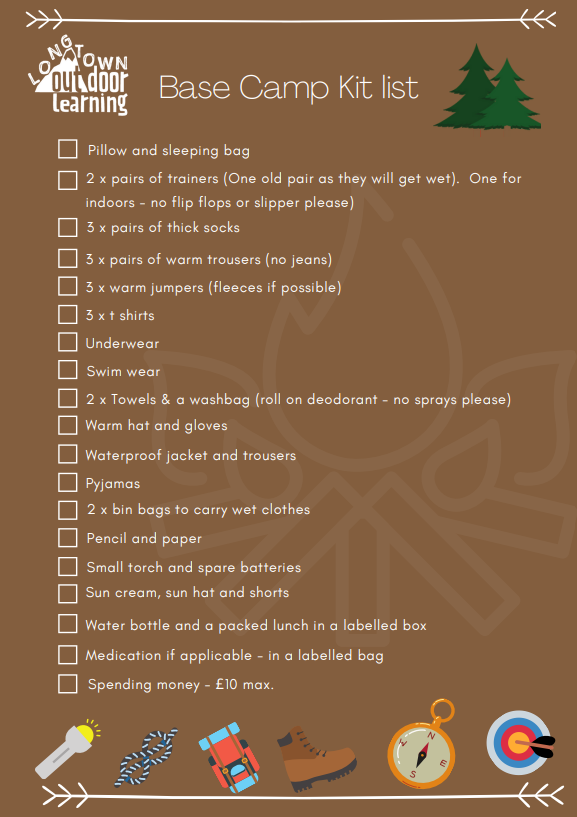 LONGTOWN
outdoor
learning
Base Camp Kit list
Pillow and sleeping bag
2 x pairs of trainers (One old pair as they will get wet). One for
indoors - no flip flops or slipper please)
3 x pairs of thick socks
3 x pairs of warm trousers (no jeans)
3 x warm jumpers (fleeces if possible)
3 x t shirts
Underwear
Swim wear
2 x Towels & a washbag (roll on deodorant - no sprays please)
Warm hat and gloves
Waterproof jacket and trousers
Pyjamas
2 x bin bags to carry wet clothes
Pencil and paper
Small torch and spare batteries
Sun cream, sun hat and shorts
Water bottle and a packed lunch in a labelled box
Medication if applicable - in a labelled bag
Spending money - £10 max.
N
E
S